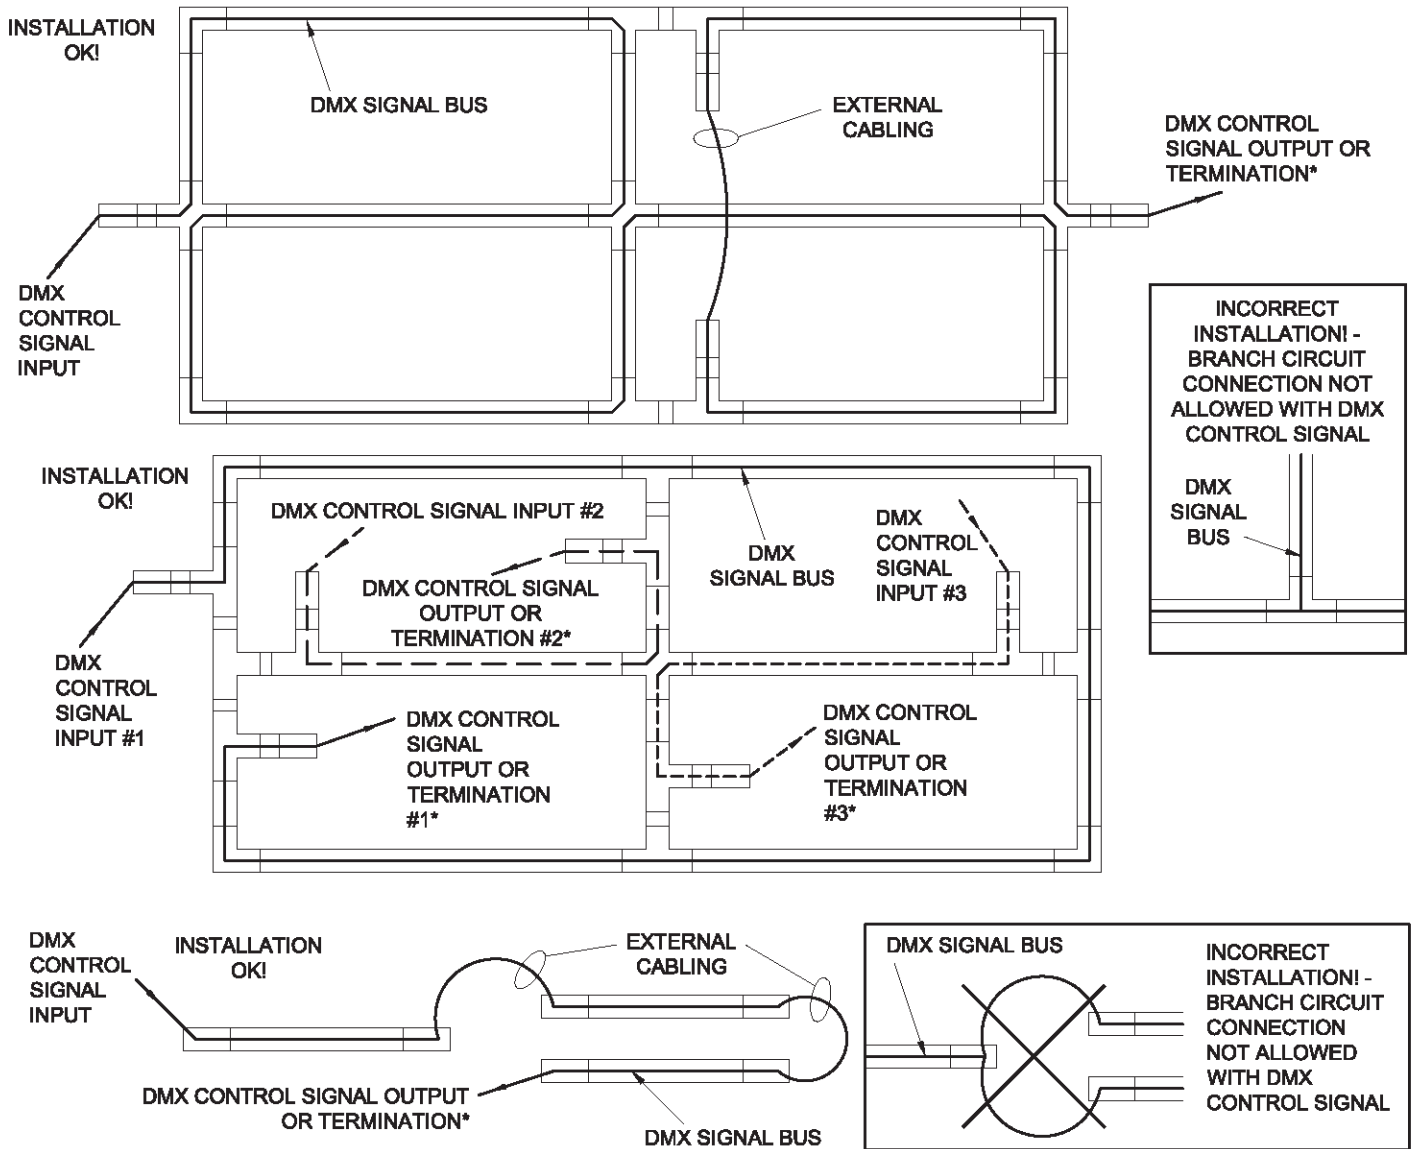 INSTALLATION
OK!
DMX SIGNAL BUS
EXTERNAL
CABLING
DMX CONTROL
SIGNAL OUTPUT OR
TERMINATION*
DMX
CONTROL
SIGNAL
INPUT
INCORRECT
INSTALLATION! -
BRANCH CIRCUIT
CONNECTION NOT
ALLOWED WITH DMX
CONTROL SIGNAL
DMX
SIGNAL
BUS
INSTALLATION
OK!
DMX CONTROL SIGNAL INPUT #2
DMX CONTROL SIGNAL
OUTPUT OR
TERMINATION #2*
DMX
SIGNAL BUS
DMX
CONTROL
SIGNAL
INPUT #3
DMX
CONTROL
SIGNAL
INPUT #1
DMX CONTROL
SIGNAL
OUTPUT OR
TERMINATION
#1*
DMX CONTROL
SIGNAL
OUTPUT OR
TERMINATION
#3*
DMX
CONTROL
SIGNAL
INPUT
INSTALLATION
OK!
EXTERNAL
CABLING
DMX CONTROL SIGNAL OUTPUT
OR TERMINATION*
DMX SIGNAL BUS
DMX SIGNAL BUS
INCORRECT
INSTALLATION! -
BRANCH CIRCUIT
CONNECTION
NOT ALLOWED
WITH DMX
CONTROL SIGNAL